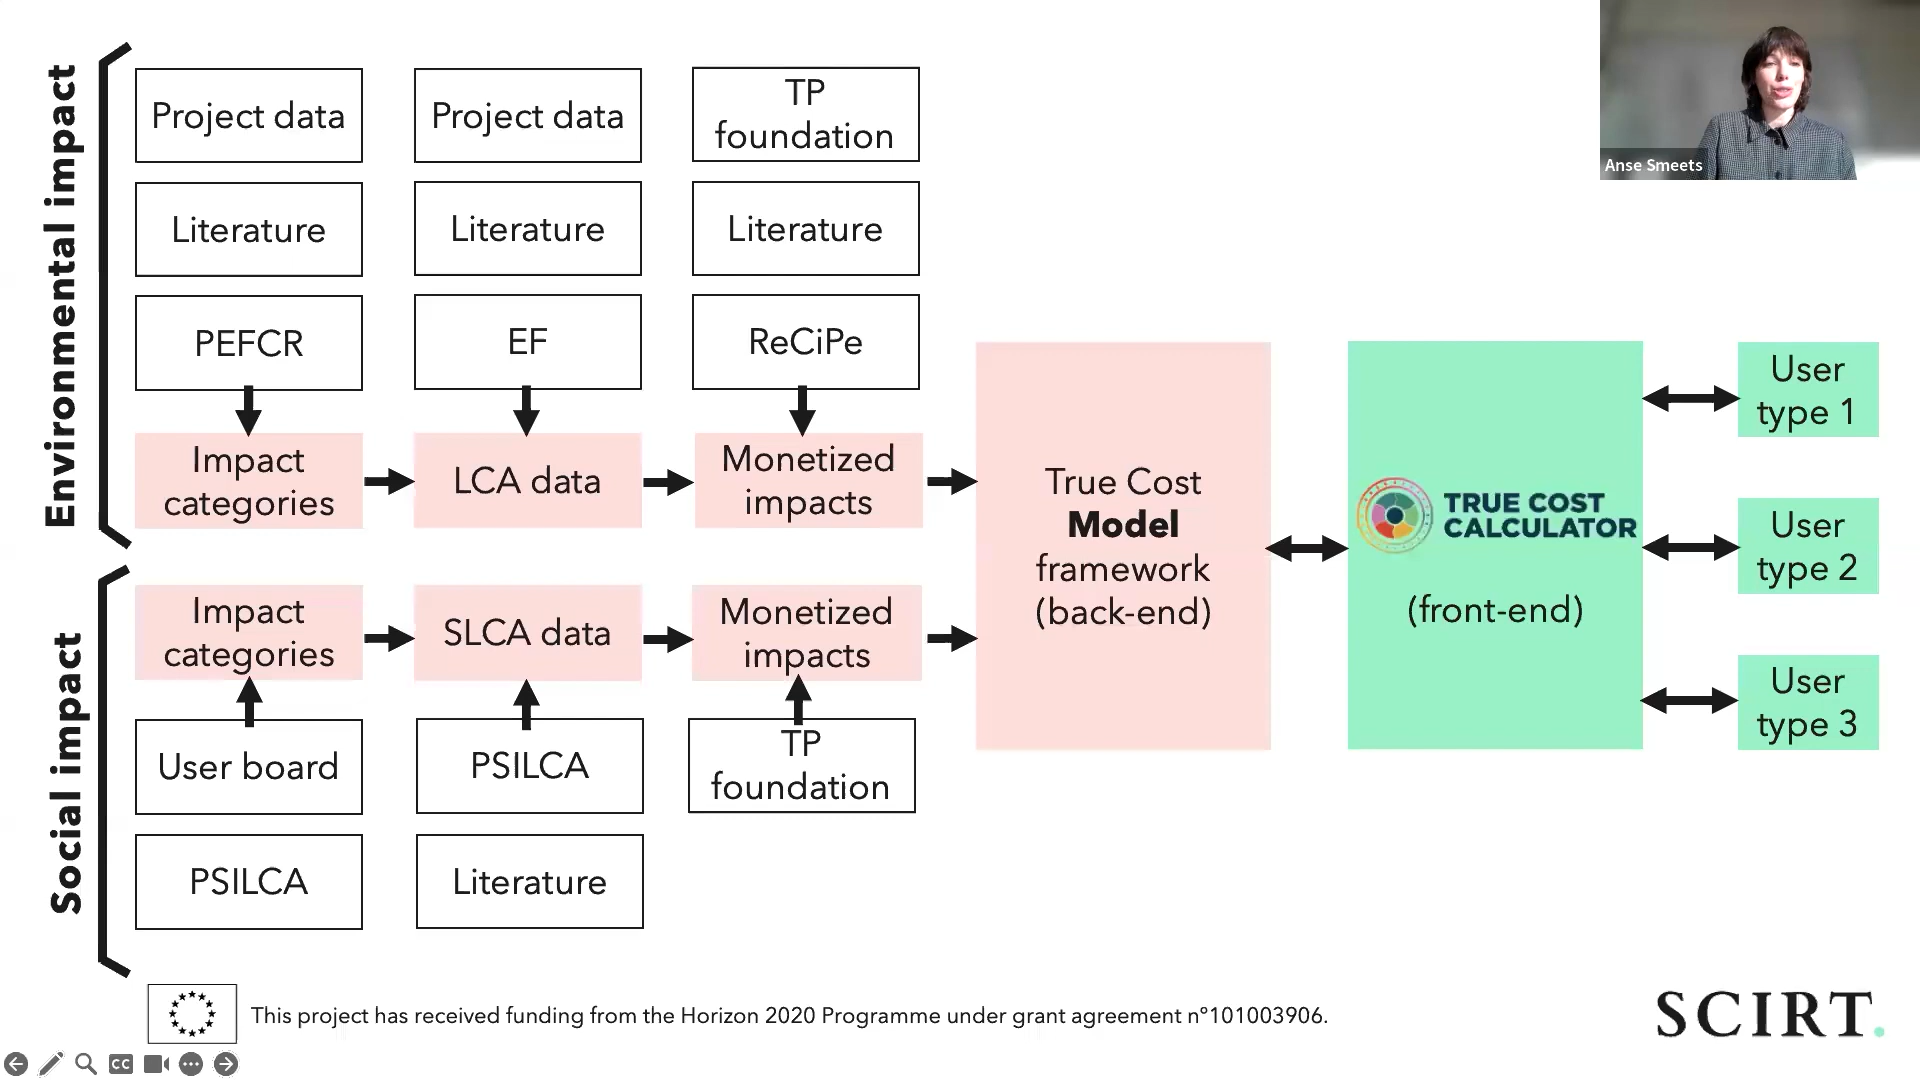 Environmental impact
Project data
Project data
TP
foundation
Literature
Literature
Literature
PEFCR
EF
ReCiPe
Impact
categories
LCA data
Monetized
impacts
Social impact
Impact
categories
SLCA data
Monetized
impacts
User board
PSILCA
TP
foundation
PSILCA
Literature
True Cost
Model
framework
(back-end)
TRUE COST
CALCULATOR
(front-end)
User
type 1
User
type 2
User
type 3
Anse Smeets
This project has received funding from the Horizon 2020 Programme under grant agreement n°101003906.
SCIRT.
CC